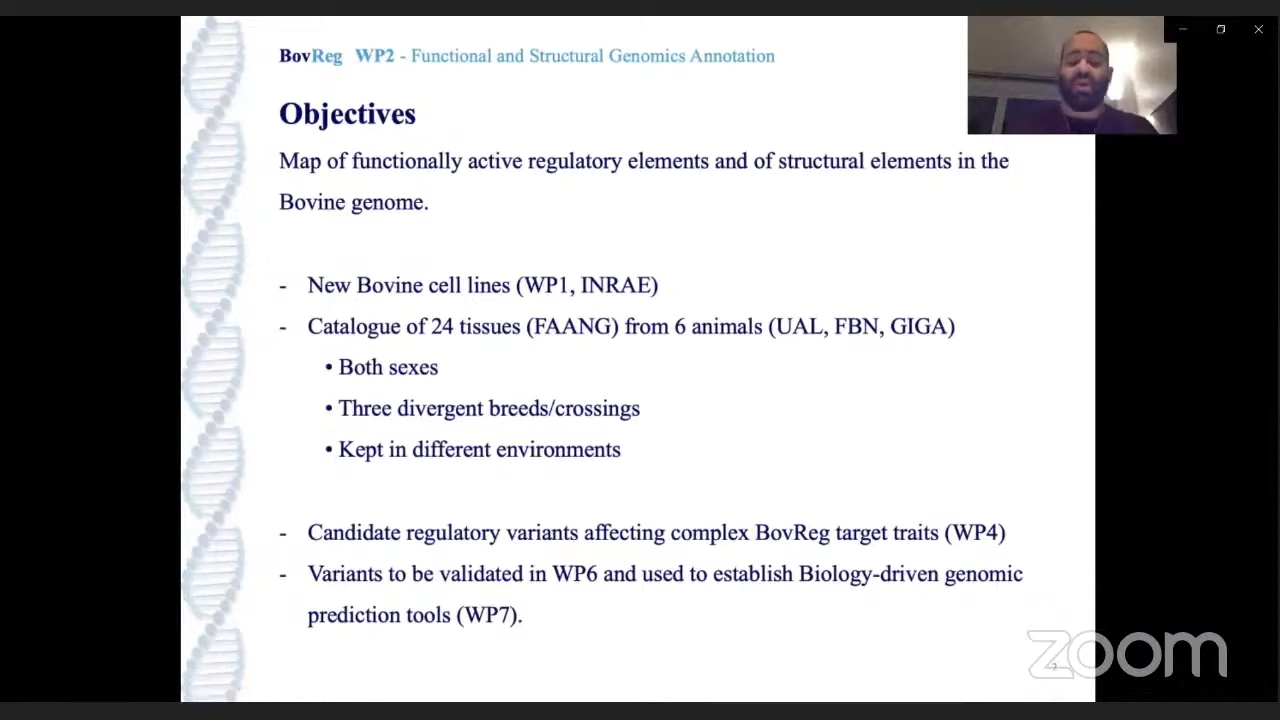 BovReg WP2 - Functional and Structural Genomics Annotation
Objectives
Map of functionally active regulatory elements and of structural elements in the
Bovine genome.
- New Bovine cell lines (WP1, INRAE)
- Catalogue of 24 tissues (FAANG) from 6 animals (UAL, FBN, GIGA)
• Both sexes
• Three divergent breeds/crossings
• Kept in different environments
- Candidate regulatory variants affecting complex BovReg target traits (WP4)
- Variants to be validated in WP6 and used to establish Biology-driven genomic
prediction tools (WP7).
zoom
2